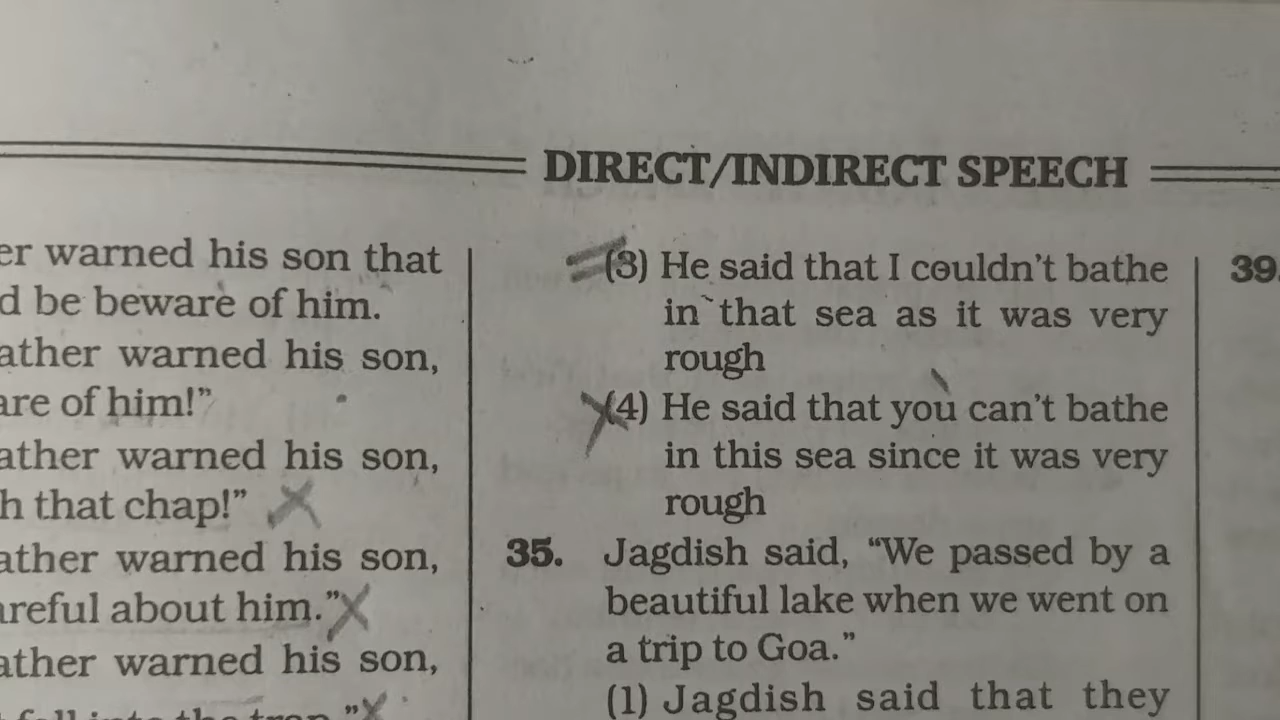 DIRECT/INDIRECT SPEECH
er warned his son that
d be beware of him.
ather warned his son,
are of him!”
ather warned his son,
h that chap!”
ather warned his son,
areful about him.”
ather warned his son,
(3) He said that I couldn't bathe
in that sea as it was very
rough
(4) He said that you can't bathe
in this sea since it was very
rough
35. Jagdish said, “We passed by a
beautiful lake when we went on
a trip to Goa.”
(1) Jagdish said that they
39